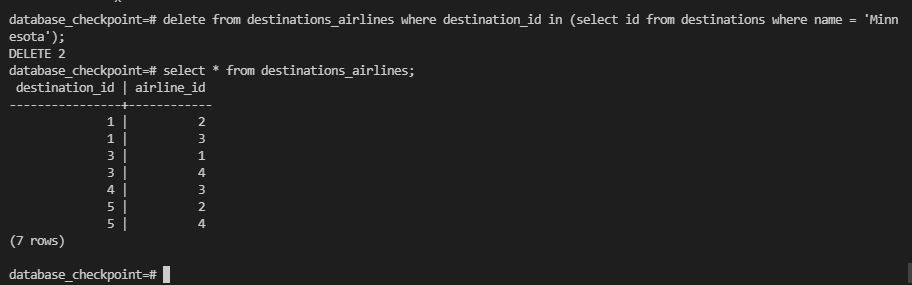 database_checkpoint=# delete from destinations_airlines where destination_id in (select id from destinations where name = 'Minn
esota');
DELETE 2
database_checkpoint=# select * from destinations_airlines;
 destination_id | airline_id
----------------+------------
              1 |          2
              1 |          3
              3 |          1
              3 |          4
              4 |          3
              5 |          2
              5 |          4
(7 rows)
database_checkpoint=#